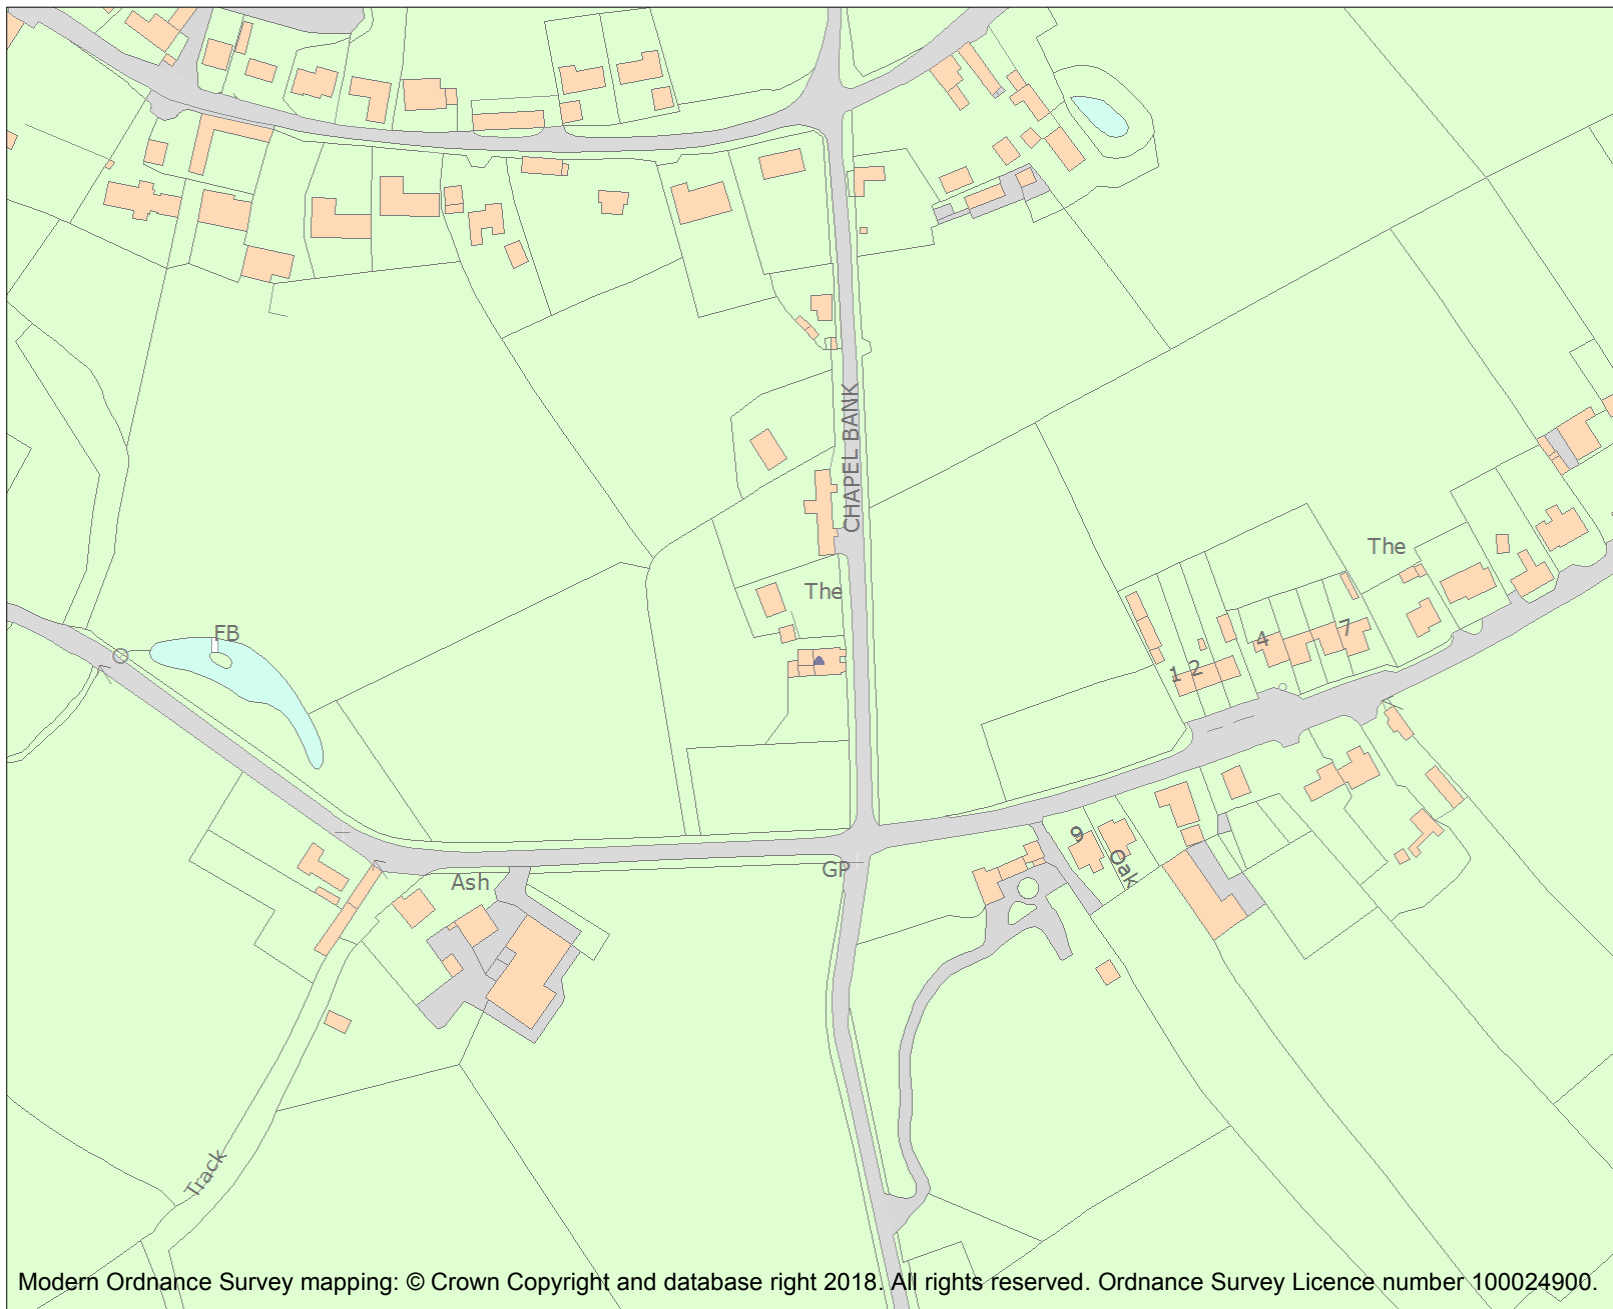 CHAPEL BANK
The
The
FB
4
7
1
2
9
Oak
GP
Ash
Track
Modern Ordnance Survey mapping: © Crown Copyright and database right 2018. All rights reserved. Ordnance Survey Licence number 100024900.